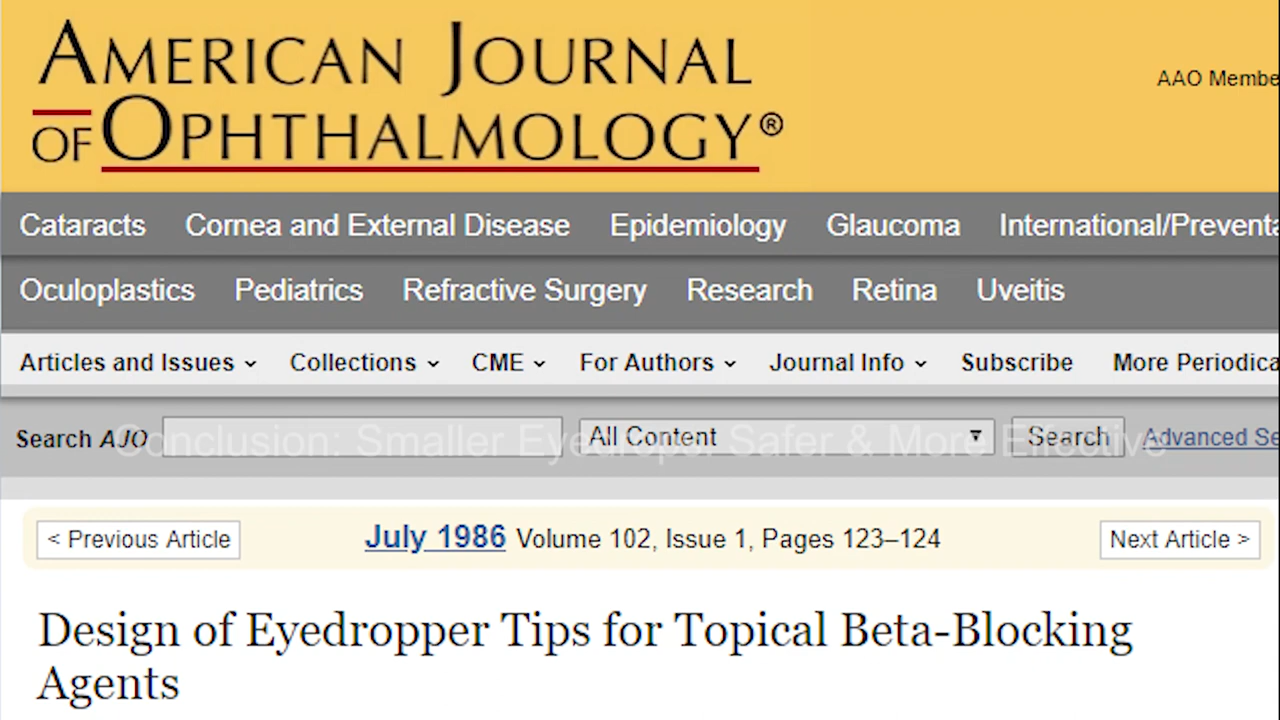 AMERICAN JOURNAL
OF OPHTHALMOLOGY®
AAO Membe
Cataracts Cornea and External Disease Epidemiology Glaucoma International/Preventa
Oculoplastics Pediatrics Refractive Surgery Research Retina Uveitis
Articles and Issues Collections CME For Authors Journal Info Subscribe More Periodica
Search AJO All Content Search Advanced Se
Conclusion: Smaller Eyedrops: Safer & More Effective
< Previous Article July 1986 Volume 102, Issue 1, Pages 123–124 Next Article >
Design of Eyedropper Tips for Topical Beta-Blocking
Agents